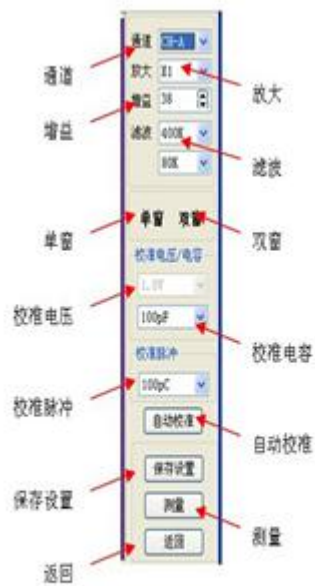 通道 CH-A
放大 X1
通道
放大
增益 38
增益
滤波 400K
80K
滤波
单窗 双窗
单窗
双窗
校准电压/电容
1.0V
校准电压
100pF
校准电容
校准脉冲
100pC
校准脉冲
自动校准
自动校准
保存设置
保存设置
测量
测量
返回
返回